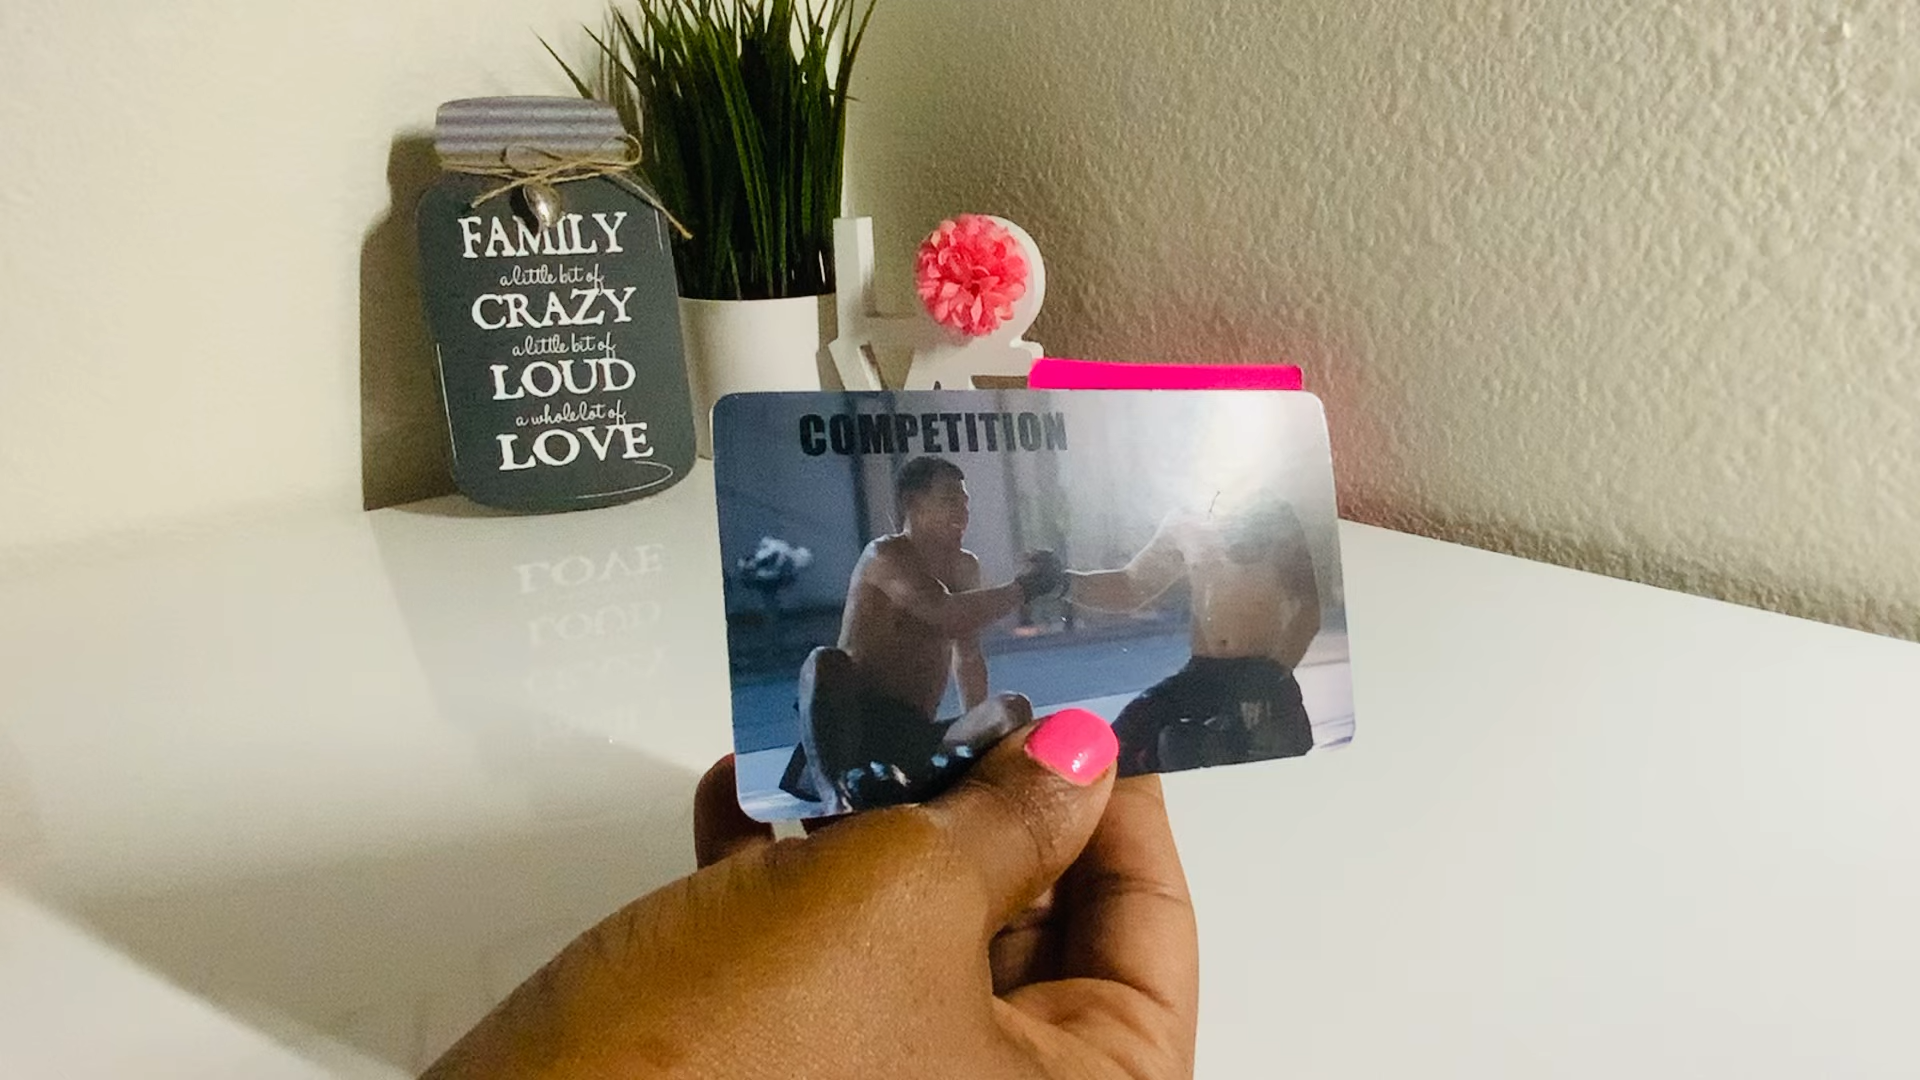 FAMILY
a little bit of
CRAZY
a little bit of
LOUD
a whole lot of
LOVE
COMPETITION